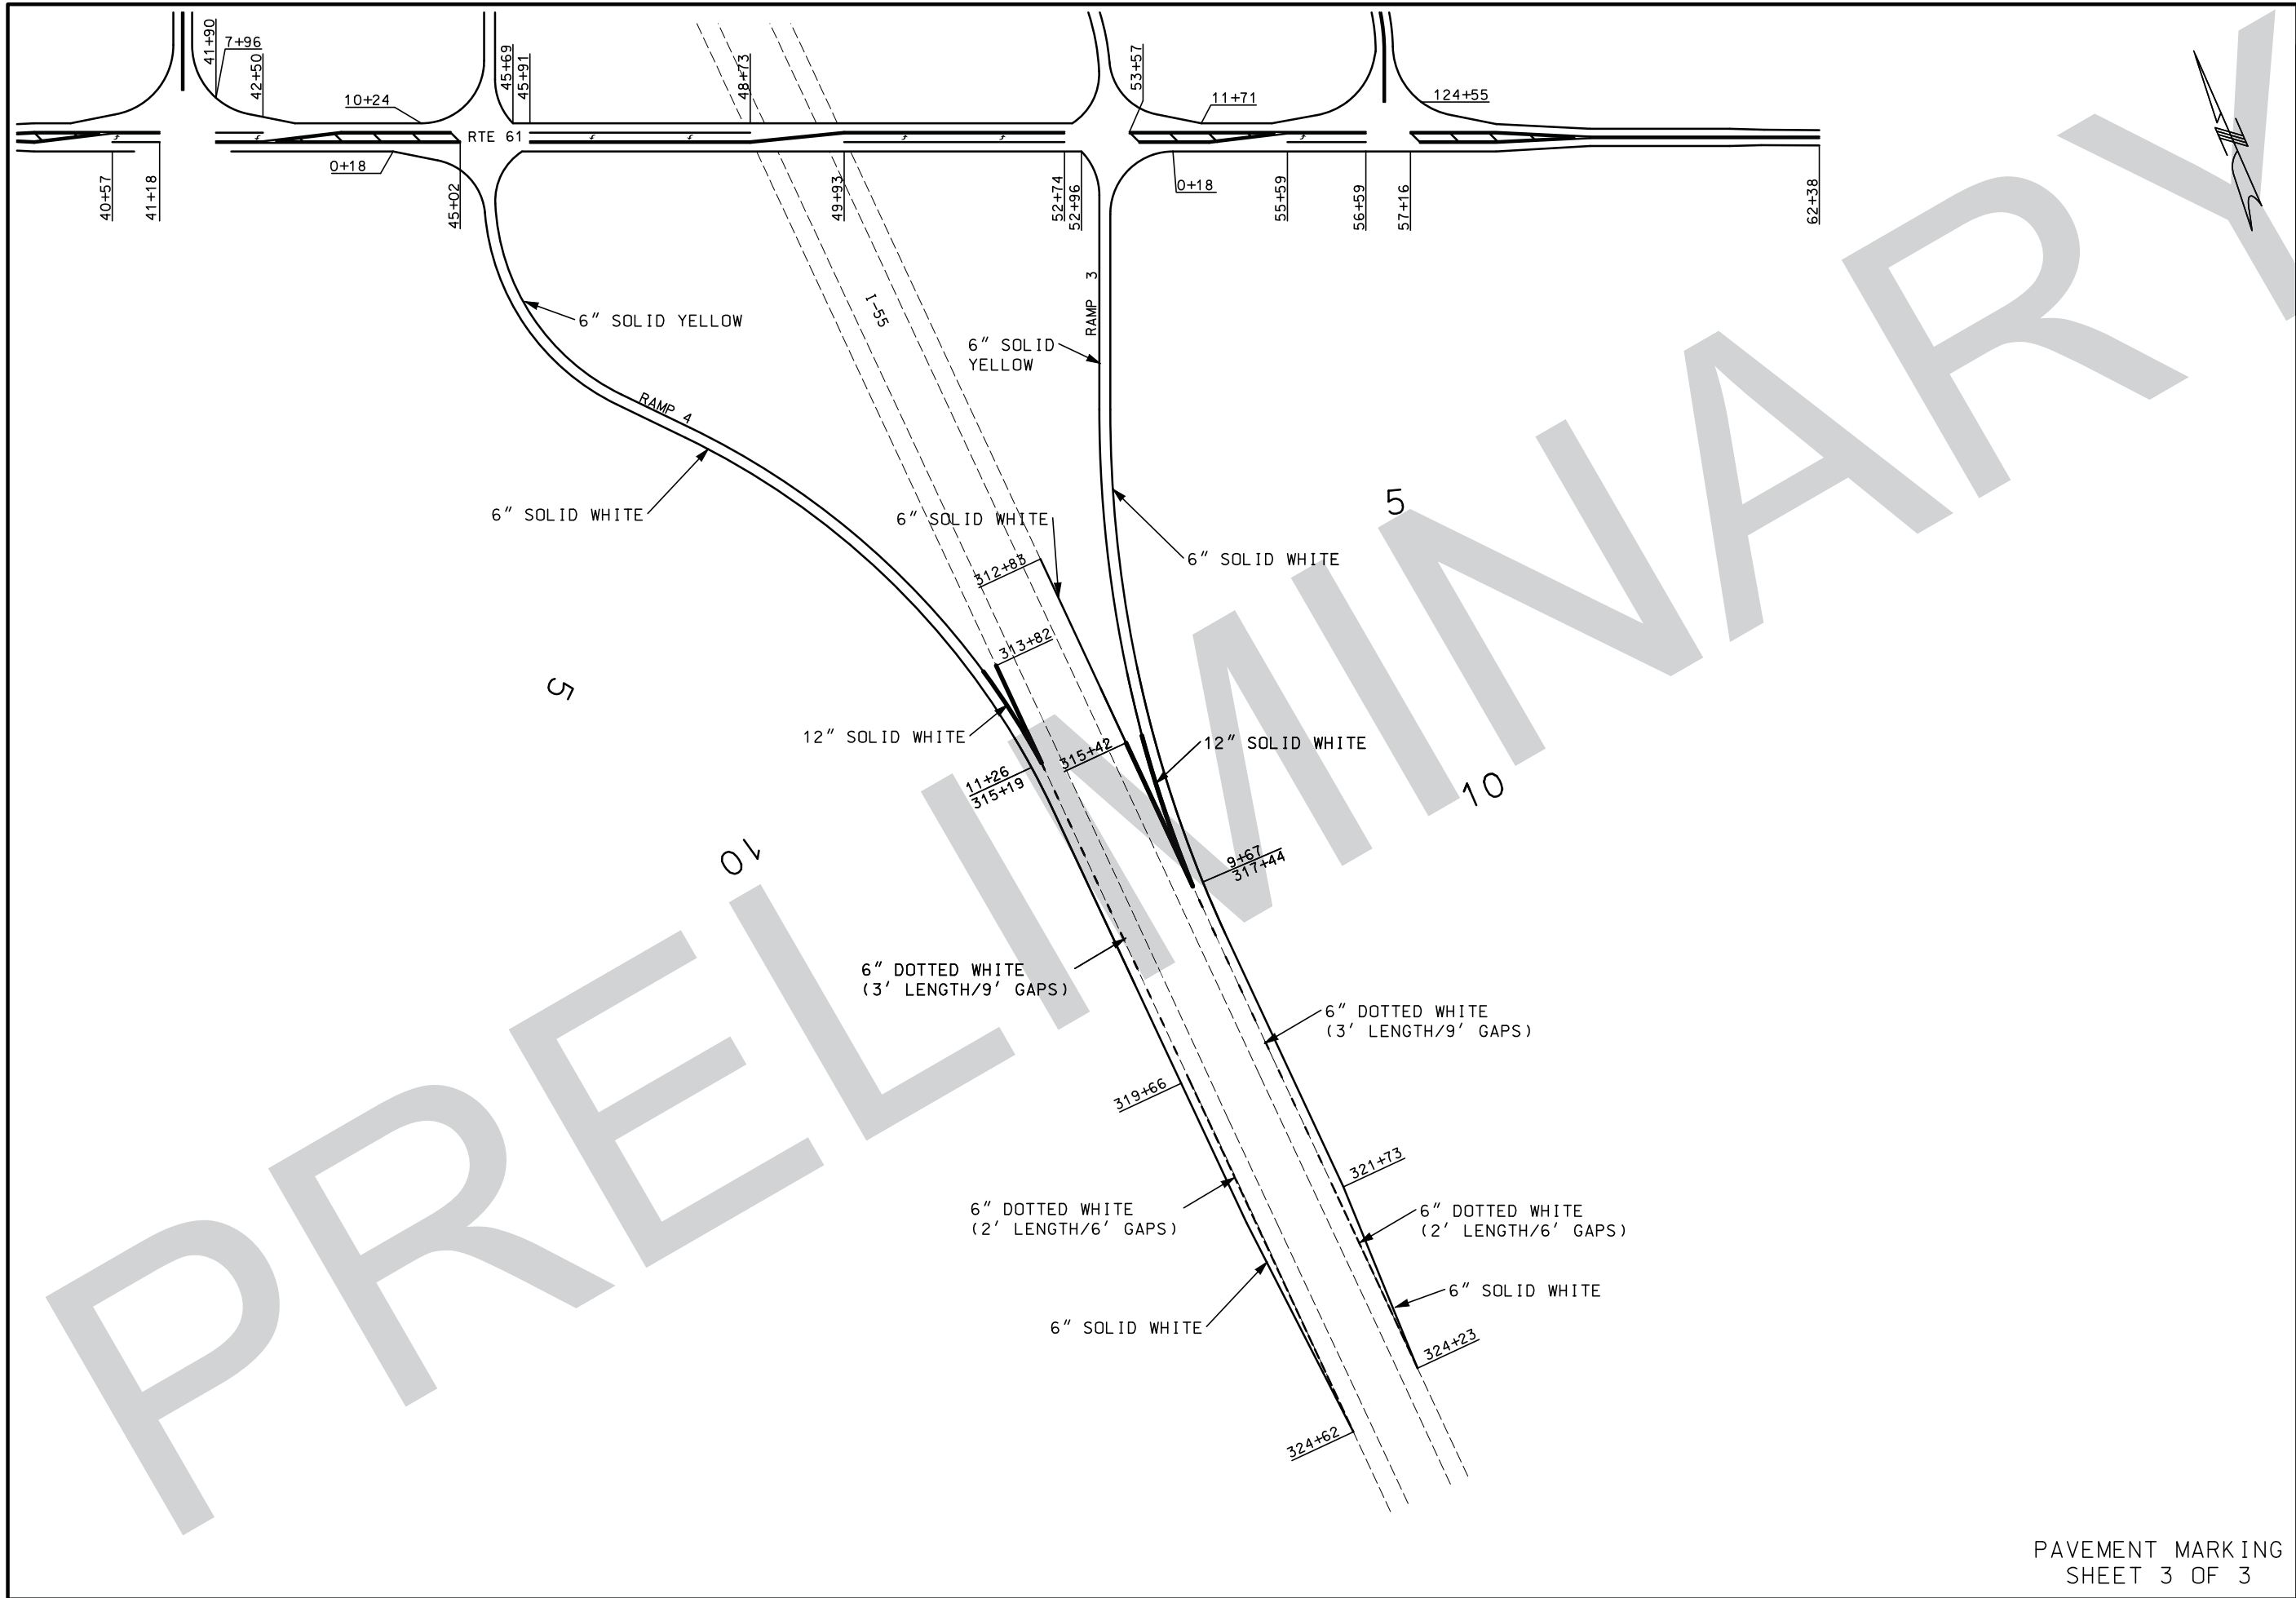 41+90
7+96
42+50
10+24
45+69
45+91
48+73
53+57
11+71
124+55
RTE 61
0+18
40+57
41+18
45+02
49+93
52+74
52+96
0+18
55+59
56+59
57+16
62+38
I-55
RAMP 3
6" SOLID YELLOW
6" SOLID
YELLOW
RAMP 4
6" SOLID WHITE
6" SOLID WHITE
5
6" SOLID WHITE
312+83
313+82
5
12" SOLID WHITE
315+42
12" SOLID WHITE
11+26
315+19
10
10
9+67
317+44
6" DOTTED WHITE
(3' LENGTH/9' GAPS)
6" DOTTED WHITE
(3' LENGTH/9' GAPS)
319+66
321+73
6" DOTTED WHITE
(2' LENGTH/6' GAPS)
6" DOTTED WHITE
(2' LENGTH/6' GAPS)
6" SOLID WHITE
6" SOLID WHITE
324+23
324+62
PRELIMINARY
PAVEMENT MARKING
SHEET 3 OF 3